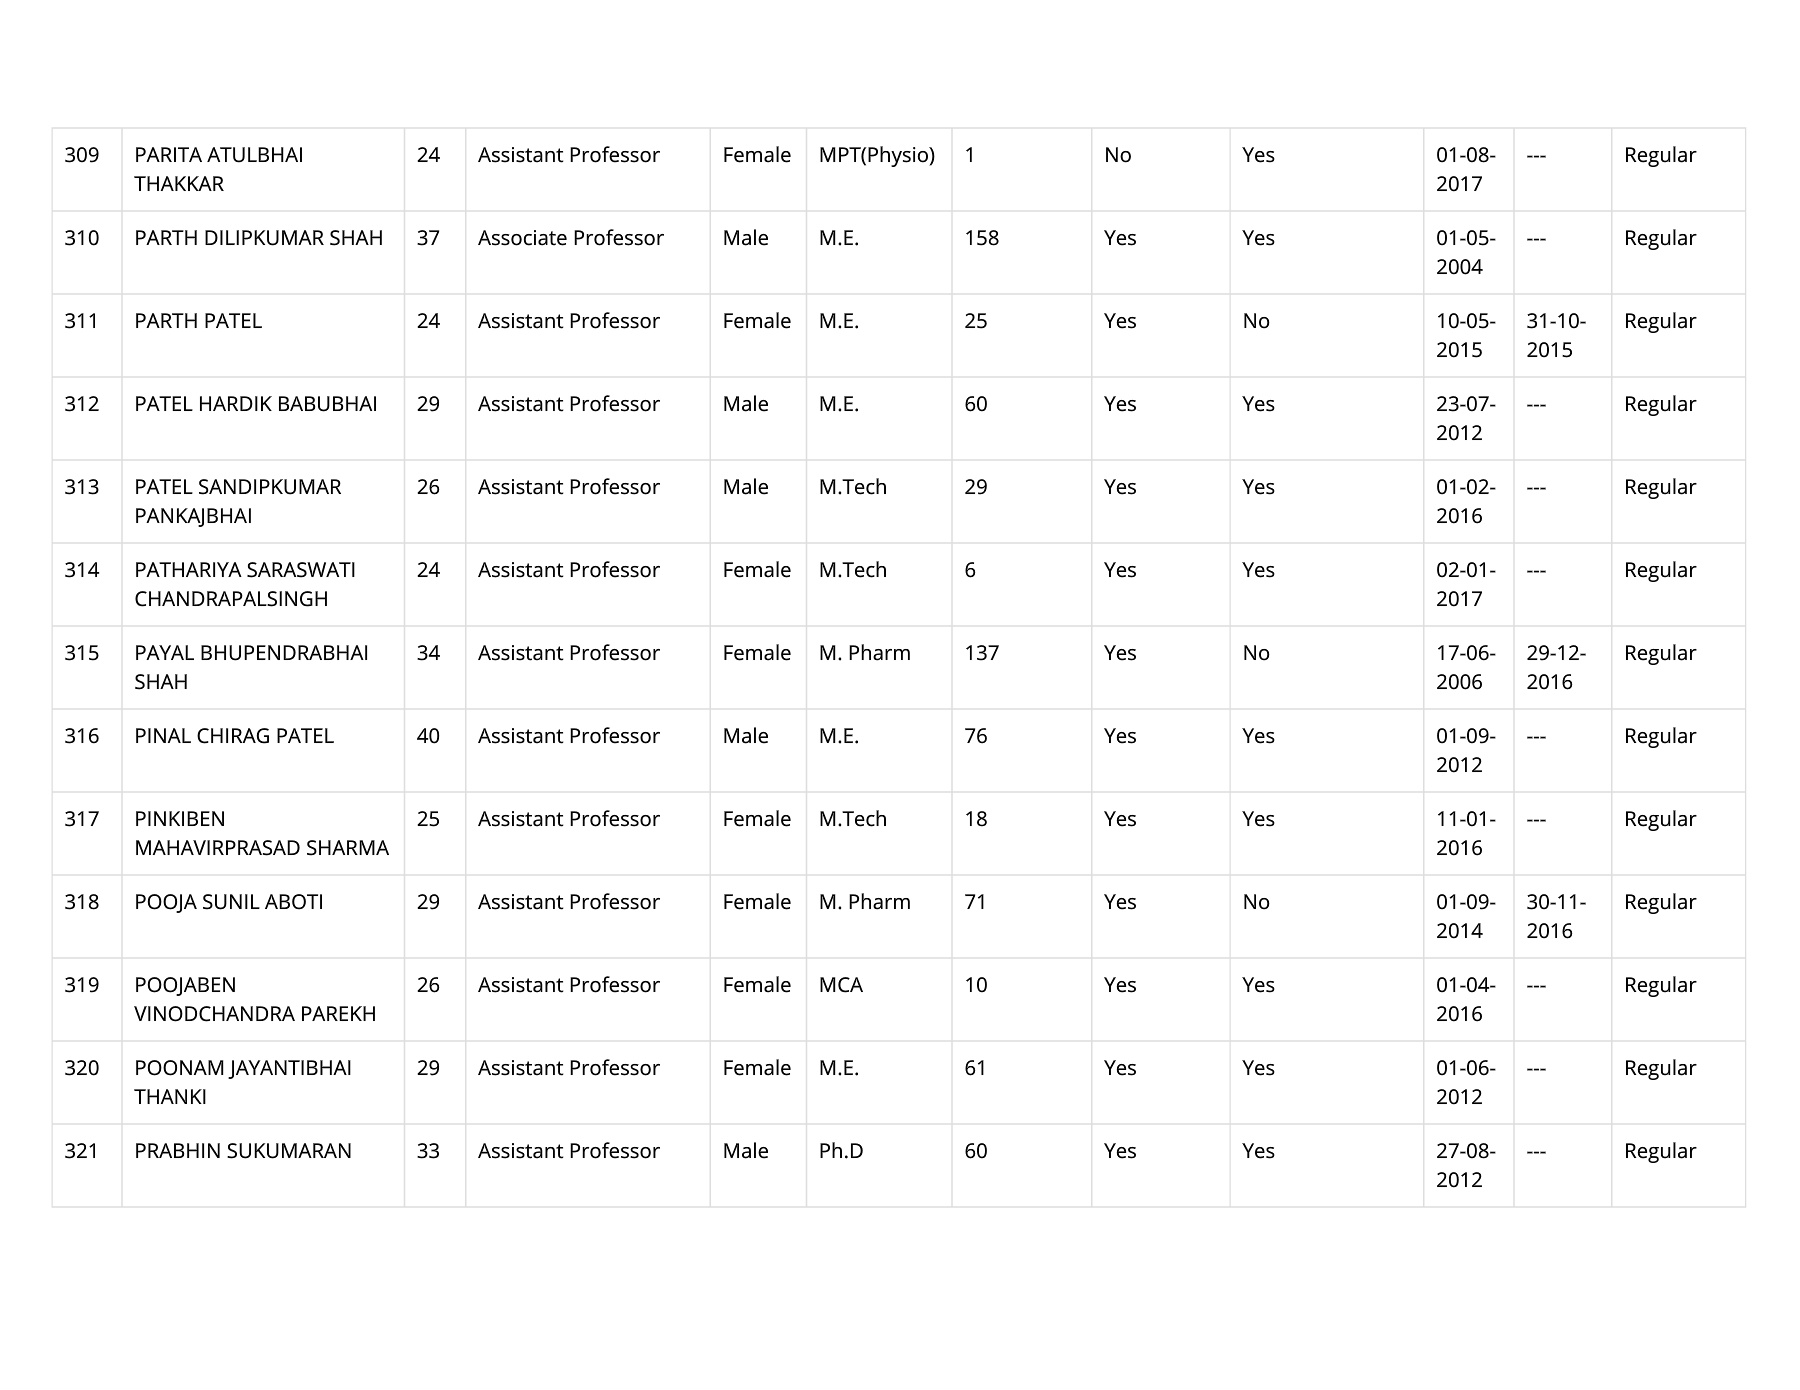 309 PARITA ATULBHAI 24 Assistant Professor Female MPT(Physio) 1 No Yes 01-08- --- Regular
THAKKAR 2017
310 PARTH DILIPKUMAR SHAH 37 Associate Professor Male M.E. 158 Yes Yes 01-05- --- Regular
2004
311 PARTH PATEL 24 Assistant Professor Female M.E. 25 Yes No 10-05- 31-10- Regular
2015 2015
312 PATEL HARDIK BABUBHAI 29 Assistant Professor Male M.E. 60 Yes Yes 23-07- --- Regular
2012
313 PATEL SANDIPKUMAR 26 Assistant Professor Male M.Tech 29 Yes Yes 01-02- --- Regular
PANKAJBHAI 2016
314 PATHARIYA SARASWATI 24 Assistant Professor Female M.Tech 6 Yes Yes 02-01- --- Regular
CHANDRAPALSINGH 2017
315 PAYAL BHUPENDRABHAI 34 Assistant Professor Female M. Pharm 137 Yes No 17-06- 29-12- Regular
SHAH 2006 2016
316 PINAL CHIRAG PATEL 40 Assistant Professor Male M.E. 76 Yes Yes 01-09- --- Regular
2012
317 PINKIBEN 25 Assistant Professor Female M.Tech 18 Yes Yes 11-01- --- Regular
MAHAVIRPRASAD SHARMA 2016
318 POOJA SUNIL ABOTI 29 Assistant Professor Female M. Pharm 71 Yes No 01-09- 30-11- Regular
2014 2016
319 POOJABEN 26 Assistant Professor Female MCA 10 Yes Yes 01-04- --- Regular
VINODCHANDRA PAREKH 2016
320 POONAM JAYANTIBHAI 29 Assistant Professor Female M.E. 61 Yes Yes 01-06- --- Regular
THANKI 2012
321 PRABHIN SUKUMARAN 33 Assistant Professor Male Ph.D 60 Yes Yes 27-08- --- Regular
2012